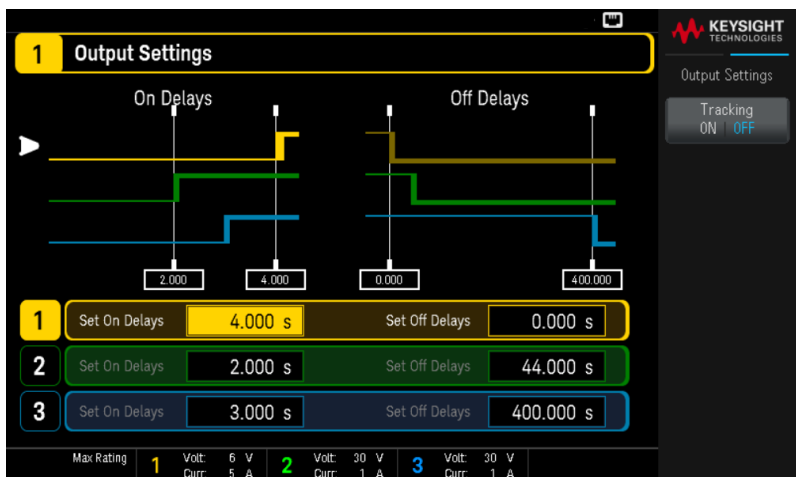 KEYSIGHT
TECHNOLOGIES
1 Output Settings
Output Settings
Tracking
ON OFF
On Delays Off Delays
2.000 4.000 0.000 400.000
1 Set On Delays 4.000 s Set Off Delays 0.000 s
2 Set On Delays 2.000 s Set Off Delays 44.000 s
3 Set On Delays 3.000 s Set Off Delays 400.000 s
Max Rating 1 Volt: 6 V 2 Volt: 30 V 3 Volt: 30 V
Curr: 5 A Curr: 1 A Curr: 1 A